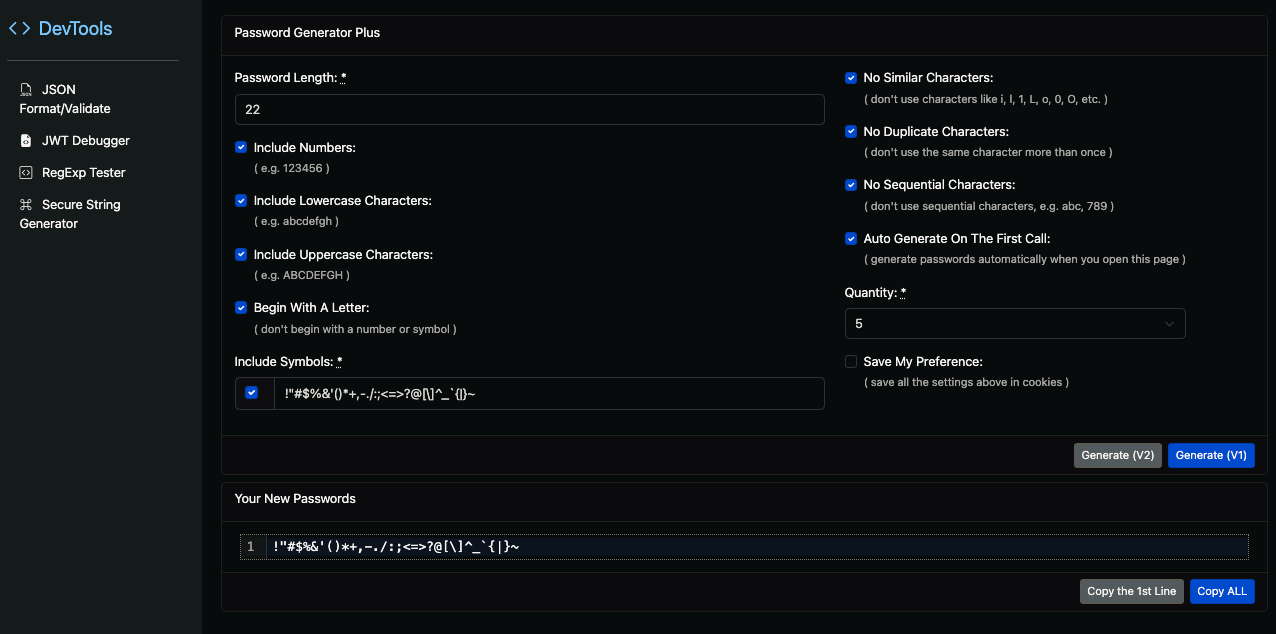 DevTools
JSON
Format/Validate
JWT Debugger
RegExp Tester
Secure String
Generator
Password Generator Plus
Password Length: *
22
Include Numbers:
( e.g. 123456 )
Include Lowercase Characters:
( e.g. abcdefgh )
Include Uppercase Characters:
( e.g. ABCDEFGH )
Begin With A Letter:
( don't begin with a number or symbol )
Include Symbols: *
!"#$%&'()*+,-./:;<=>?@[\]^_`{|}~
No Similar Characters:
( don't use characters like i, l, 1, L, o, 0, O, etc. )
No Duplicate Characters:
( don't use the same character more than once )
No Sequential Characters:
( don't use sequential characters, e.g. abc, 789 )
Auto Generate On The First Call:
( generate passwords automatically when you open this page )
Quantity: *
5
Save My Preference:
( save all the settings above in cookies )
Generate (V2) Generate (V1)
Your New Passwords
1 !"#$%&'()*+,-./:;<=>?@[\]^_`{|}~
Copy the 1st Line Copy ALL